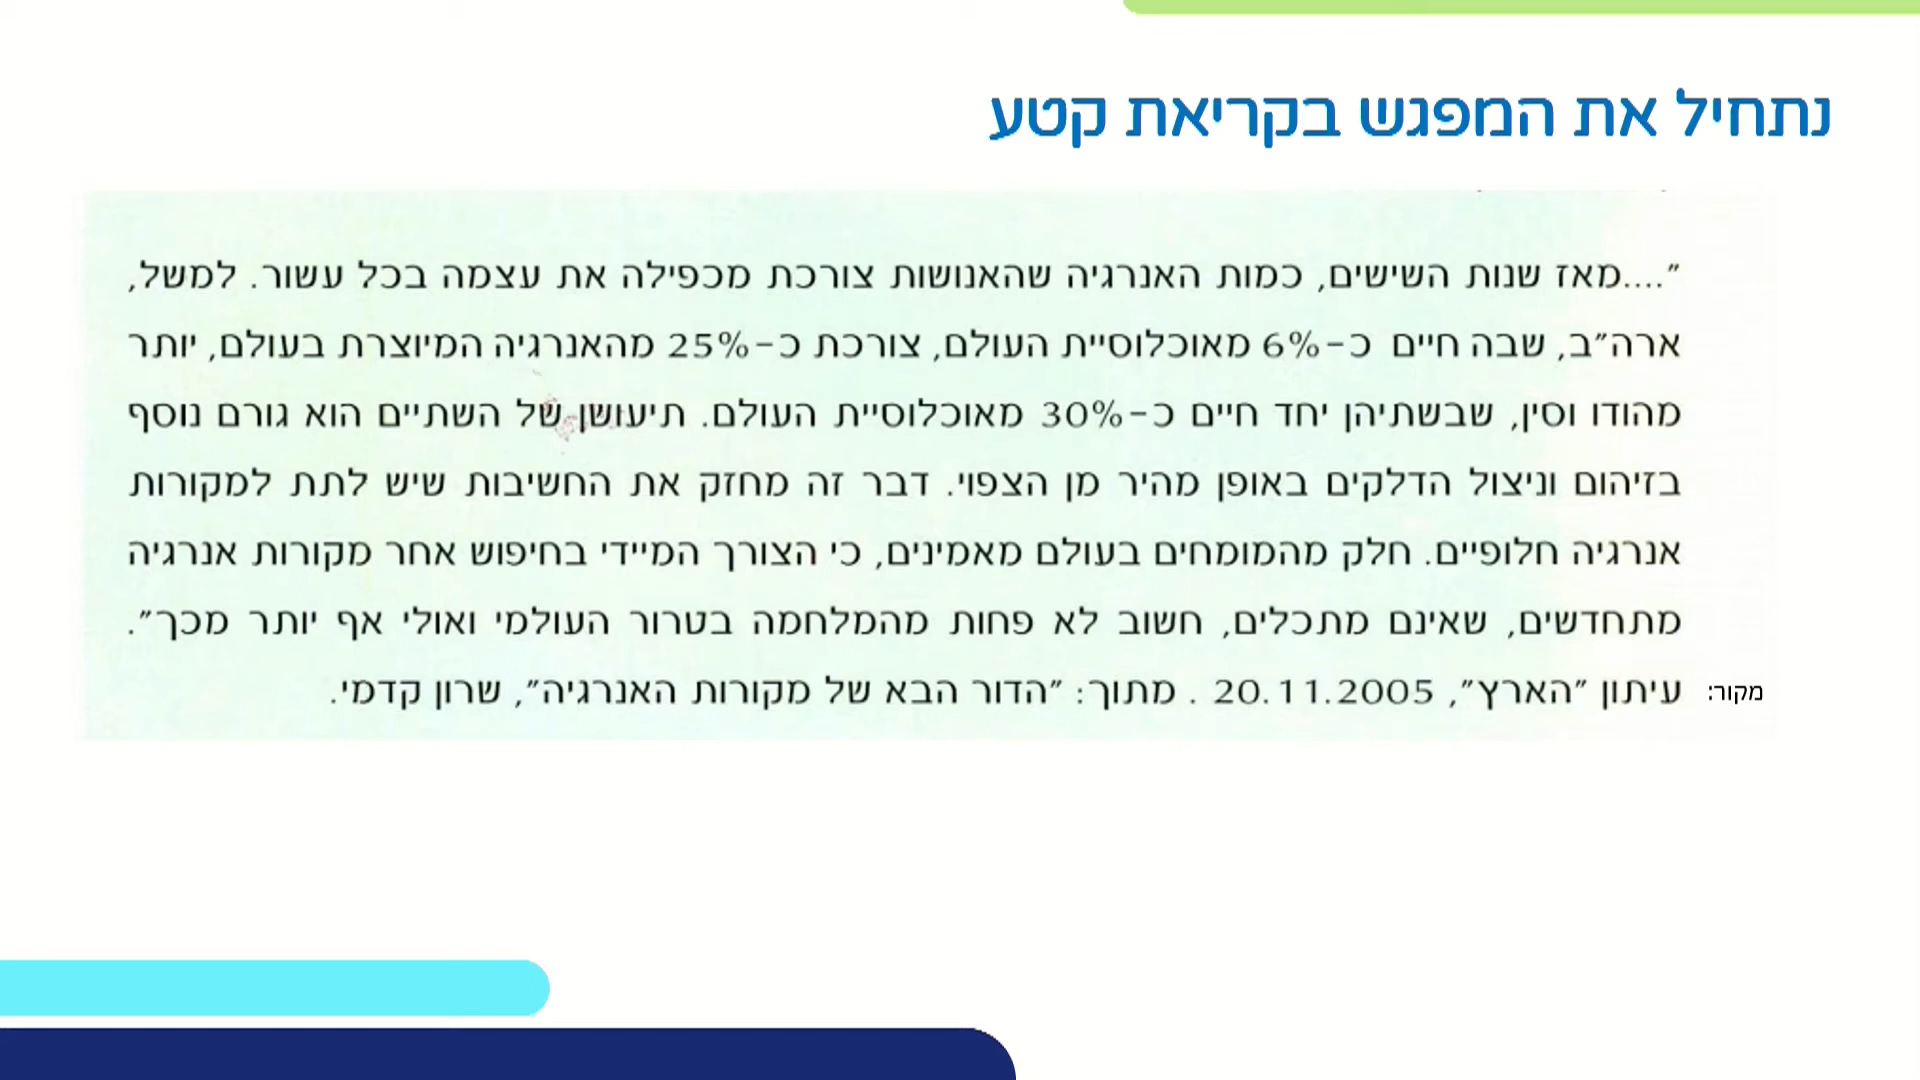 נתחיל את המפגש בקריאת קטע
"....מאז שנות השישים, כמות האנרגיה שהאנושות צורכת מכפילה את עצמה בכל עשור. למשל,
ארה"ב, שבה חיים כ-6% מאוכלוסיית העולם, צורכת כ-25% מהאנרגיה המיוצרת בעולם, יותר
מהודו וסין, שבשתיהן יחד חיים כ-30% מאוכלוסיית העולם. תיעושן של השתיים הוא גורם נוסף
בזיהום וניצול הדלקים באופן מהיר מן הצפוי. דבר זה מחזק את החשיבות שיש לתת למקורות
אנרגיה חלופיים. חלק מהמומחים בעולם מאמינים, כי הצורך המיידי בחיפוש אחר מקורות אנרגיה
מתחדשים, שאינם מתכלים, חשוב לא פחות מהמלחמה בטרור העולמי ואולי אף יותר מכך".
מקור: עיתון "הארץ", 20.11.2005 . מתוך: "הדור הבא של מקורות האנרגיה", שרון קדמי.